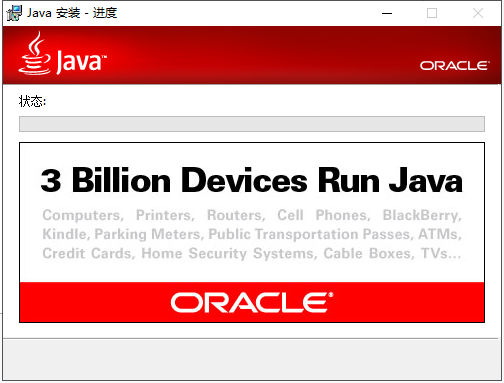 Java 安装 - 进度
Java™
ORACLE®
状态:
3 Billion Devices Run Java
Computers, Printers, Routers, Cell Phones, BlackBerry,
Kindle, Parking Meters, Public Transportation Passes, ATMs,
Credit Cards, Home Security Systems, Cable Boxes, TVs...
ORACLE®